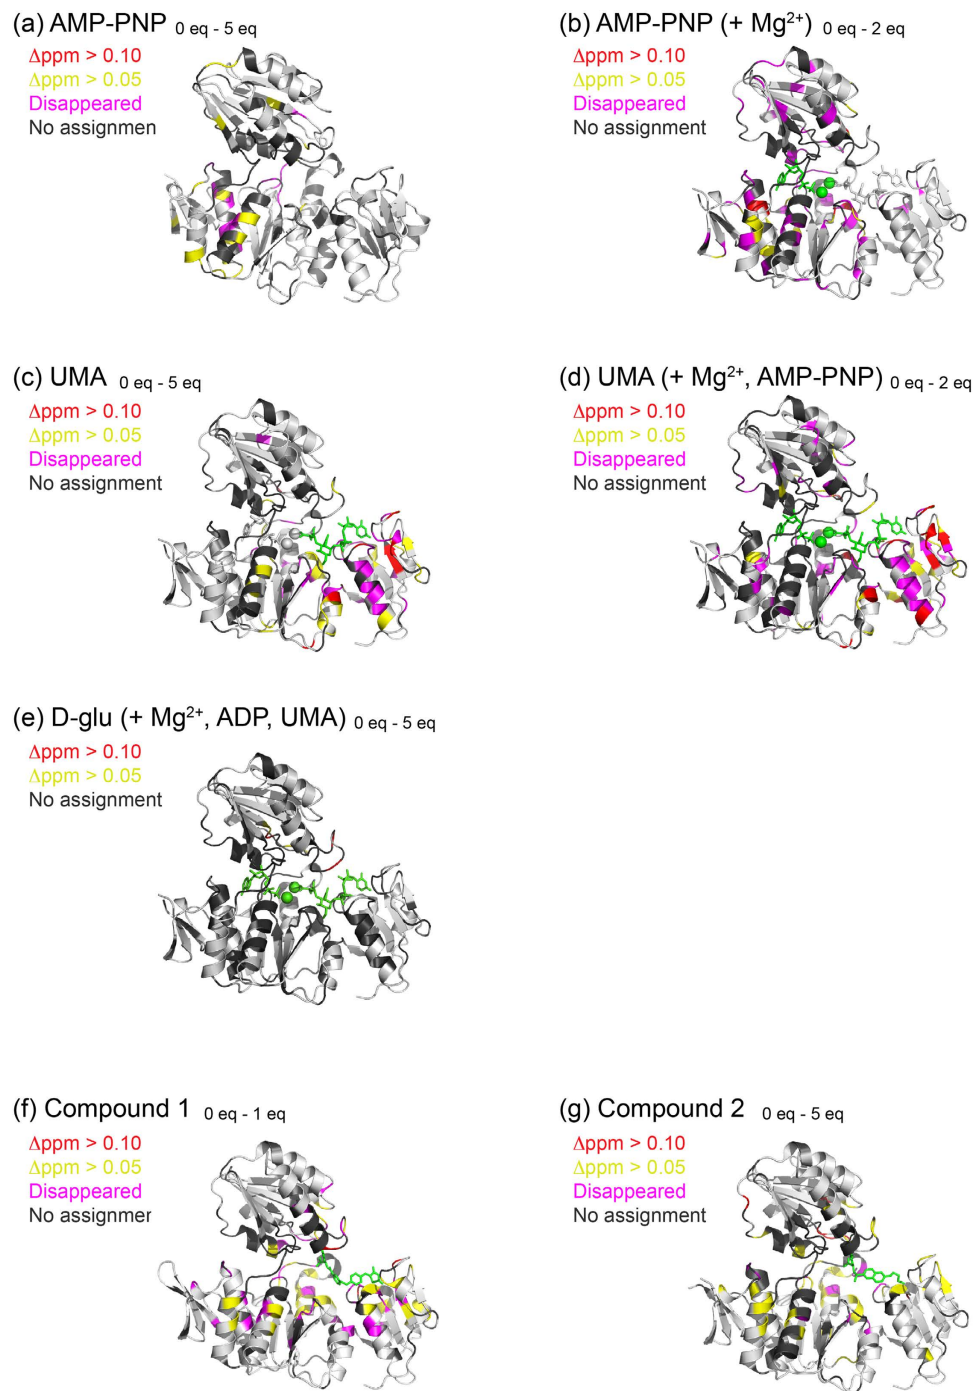 (a) AMP-PNP 0 eq - 5 eq
Δppm > 0.10
Δppm > 0.05
Disappeared
No assignmen
(b) AMP-PNP (+ Mg²⁺) 0 eq - 2 eq
Δppm > 0.10
Δppm > 0.05
Disappeared
No assignment
(c) UMA 0 eq - 5 eq
Δppm > 0.10
Δppm > 0.05
Disappeared
No assignment
(d) UMA (+ Mg²⁺, AMP-PNP) 0 eq - 2 eq
Δppm > 0.10
Δppm > 0.05
Disappeared
No assignment
(e) D-glu (+ Mg²⁺, ADP, UMA) 0 eq - 5 eq
Δppm > 0.10
Δppm > 0.05
No assignment
(f) Compound 1 0 eq - 1 eq
Δppm > 0.10
Δppm > 0.05
Disappeared
No assignmer
(g) Compound 2 0 eq - 5 eq
Δppm > 0.10
Δppm > 0.05
Disappeared
No assignment